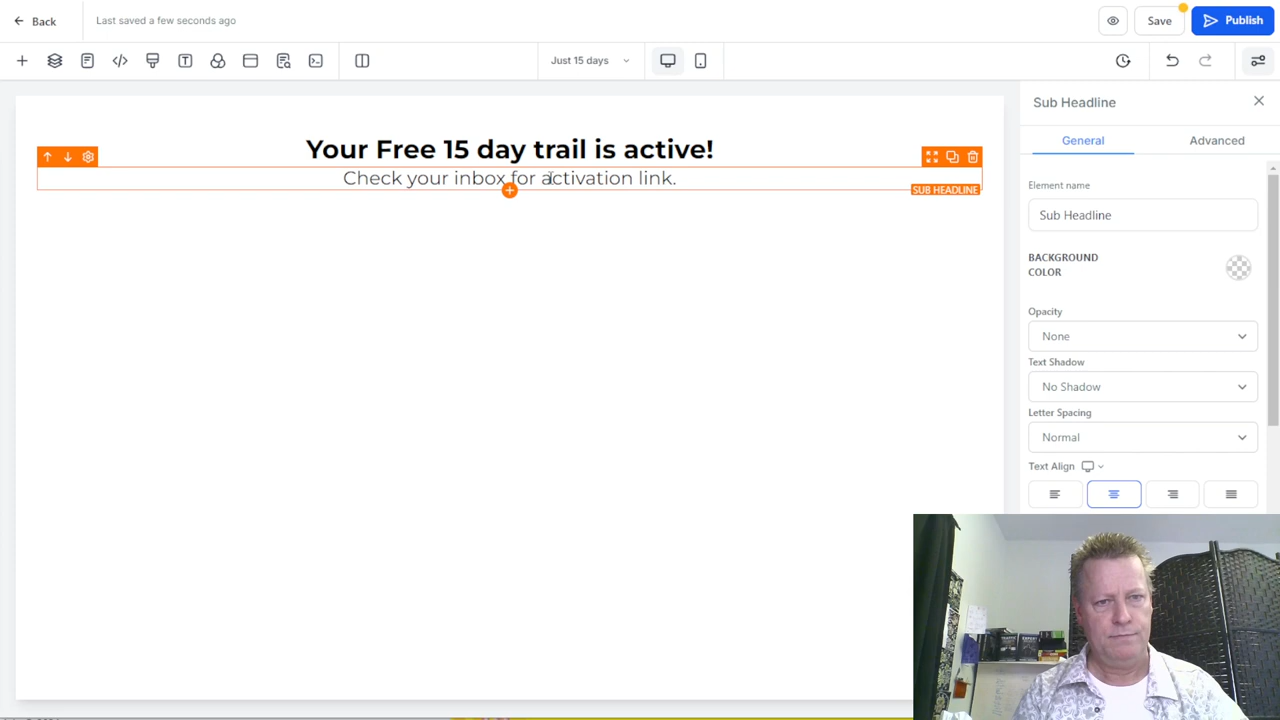 Back
Last saved a few seconds ago
Save
Publish
Just 15 days
Your Free 15 day trail is active!
Check your inbox for activation link.
SUB HEADLINE
Sub Headline
General
Advanced
Element name
Sub Headline
BACKGROUND
COLOR
Opacity
None
Text Shadow
No Shadow
Letter Spacing
Normal
Text Align